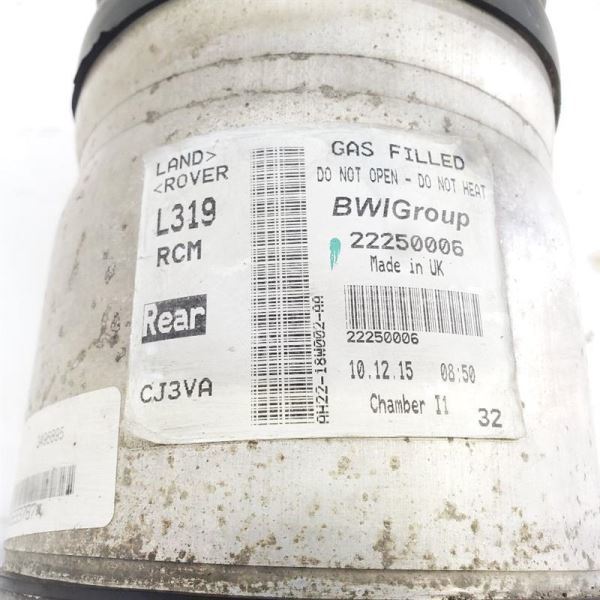 LAND>
<ROVER
L319
RCM
Rear
CJ3VA
AH22-18W002-AA
GAS FILLED
DO NOT OPEN - DO NOT HEAT
BWIGroup
22250006
Made in UK
22250006
10.12.15 08:50
Chamber I1
32